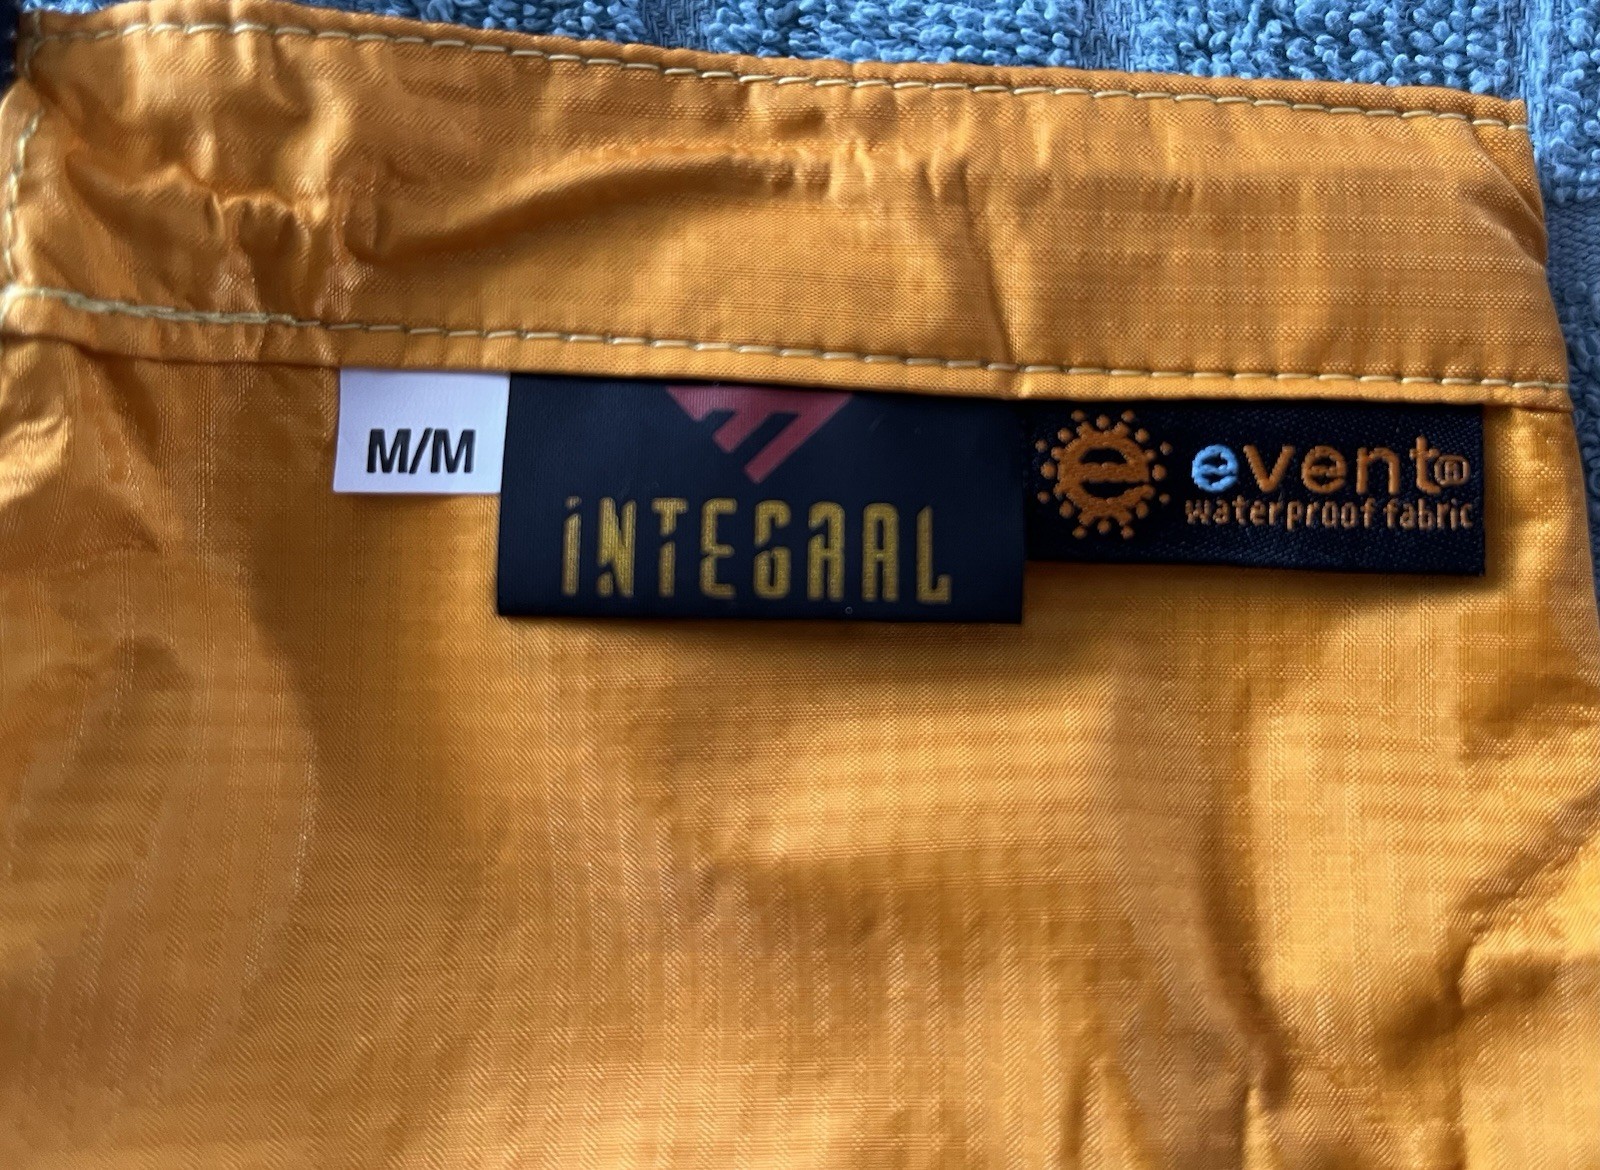 M/M
INTEGRAL
event®
waterproof fabric